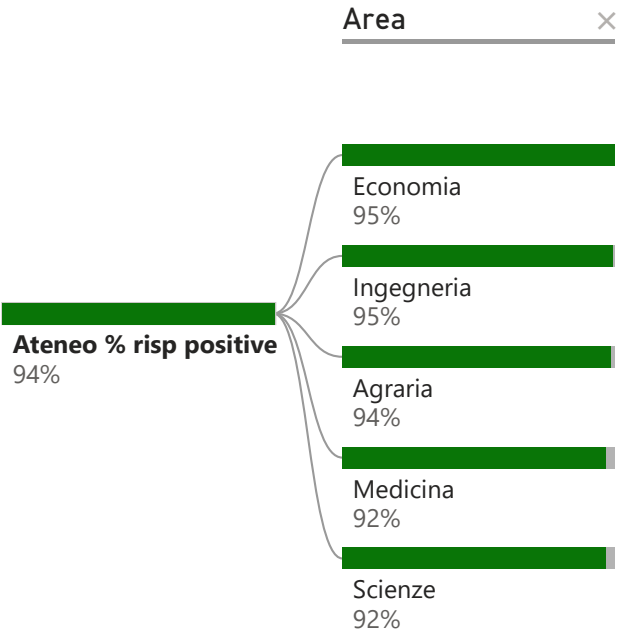 Area
Economia
95%
Ingegneria
95%
Ateneo % risp positive
94%
Agraria
94%
Medicina
92%
Scienze
92%